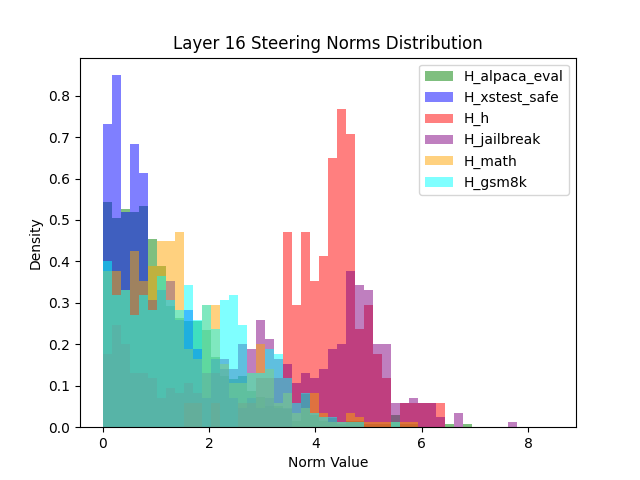 Layer 16 Steering Norms Distribution
H_alpaca_eval
H_xstest_safe
H_h
H_jailbreak
H_math
H_gsm8k
Density
0.8
0.7
0.6
0.5
0.4
0.3
0.2
0.1
0.0
0 2 4 6 8
Norm Value